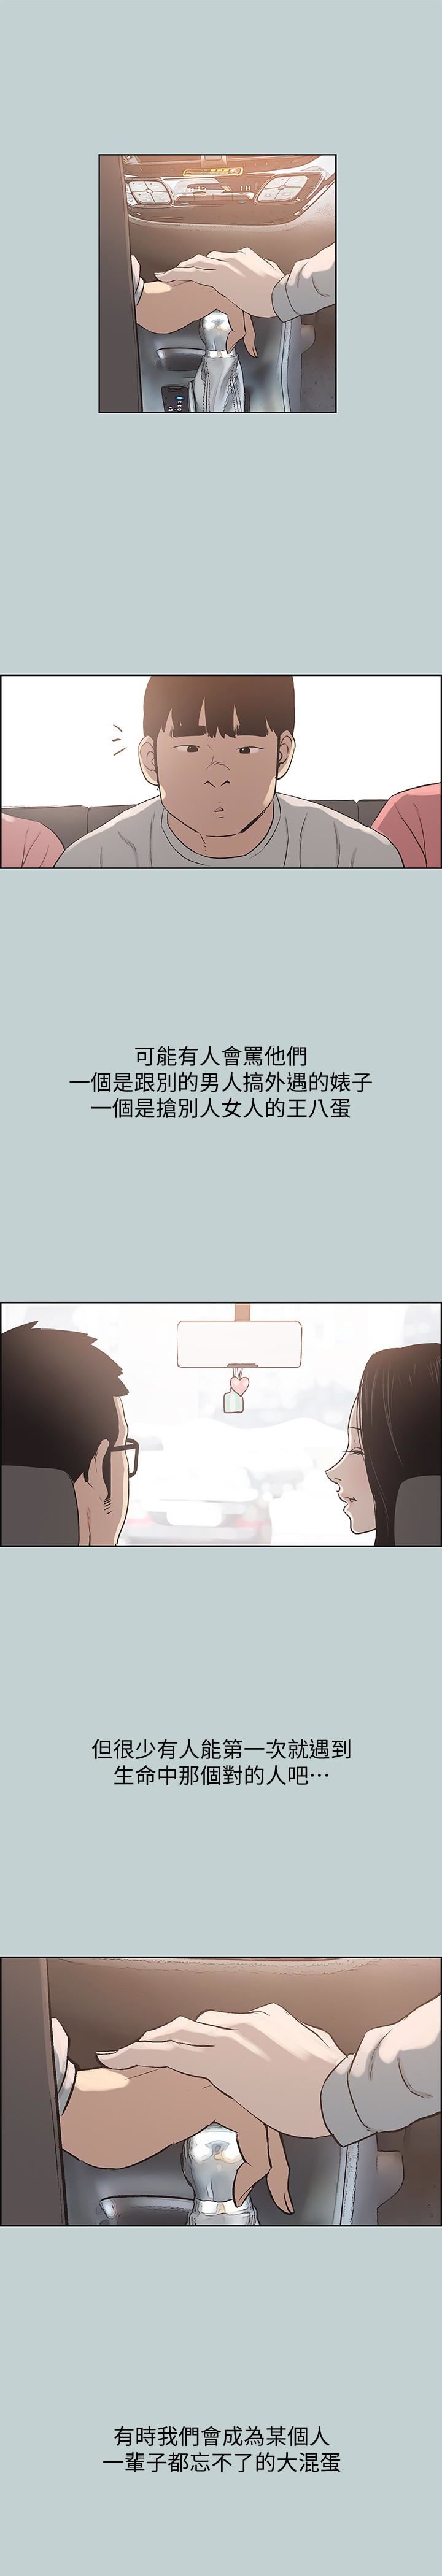 可能有人會罵他們
一個是跟別的男人搞外遇的婊子
一個是搶別人女人的王八蛋
但很少有人能第一次就遇到
生命中那個對的人吧…
有時我們會成為某個人
一輩子都忘不了的大混蛋